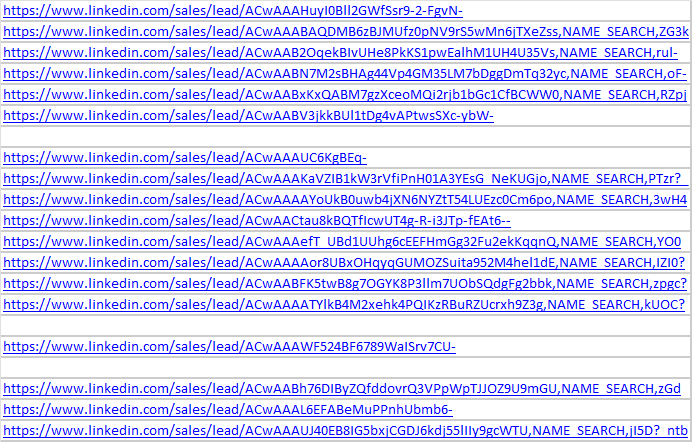 https://www.linkedin.com/sales/lead/ACwAAAHuyI0Bll2GWfSsr9-2-FgvN-
https://www.linkedin.com/sales/lead/ACwAAABAQDMB6zBJMUfz0pNV9rS5wMn6jTXeZss,NAME_SEARCH,ZG3k
https://www.linkedin.com/sales/lead/ACwAAAB2OqekBIvUHe8PkKS1pwEaIhM1UH4U35Vs,NAME_SEARCH,rul-
https://www.linkedin.com/sales/lead/ACwAAABN7M2sBHAg44Vp4GM35LM7bDggDmTq32yc,NAME_SEARCH,oF-
https://www.linkedin.com/sales/lead/ACwAAABxKxQABM7gzXceoMQi2rjb1bGc1CfBCWW0,NAME_SEARCH,RZpj
https://www.linkedin.com/sales/lead/ACwAAABV3jkkBUl1tDg4vAPtwsSXc-ybW-
https://www.linkedin.com/sales/lead/ACwAAAUC6KgBEq-
https://www.linkedin.com/sales/lead/ACwAAAKaVZIB1kW3rVfiPnH01A3YEsG_NeKUGjo,NAME_SEARCH,PTzr?_
https://www.linkedin.com/sales/lead/ACwAAAAYoUkB0uwb4jXN6NYZtT54LUEzc0Cm6po,NAME_SEARCH,3wH4
https://www.linkedin.com/sales/lead/ACwAACtau8kBQTfIcwUT4g-R-i3JTp-fEAt6--
https://www.linkedin.com/sales/lead/ACwAAAefT_UBd1UUhg6cEEFHmGg32Fu2ekKqqnQ,NAME_SEARCH,YO0
https://www.linkedin.com/sales/lead/ACwAAAAor8UBxOHqyqGUMOZSuita952M4hel1dE,NAME_SEARCH,IZI0?
https://www.linkedin.com/sales/lead/ACwAAABFK5twB8g7OGYK8P3llm7UObSQdgFg2bbk,NAME_SEARCH,zpgc?
https://www.linkedin.com/sales/lead/ACwAAAATYlkB4M2xehk4PQIKzRBuRZUcrxh9Z3g,NAME_SEARCH,kUOC?
https://www.linkedin.com/sales/lead/ACwAAAWF524BF6789WaISrv7CU-
https://www.linkedin.com/sales/lead/ACwAAABh76DIByZQfddovrQ3VPpWpTJJOZ9U9mGU,NAME_SEARCH,zGd
https://www.linkedin.com/sales/lead/ACwAAAL6EFABeMuPPnhUbmb6-
https://www.linkedin.com/sales/lead/ACwAAAUJ40EB8IG5bxjCGDJ6kdj55lIIy9gcWTU,NAME_SEARCH,jI5D?_ntb